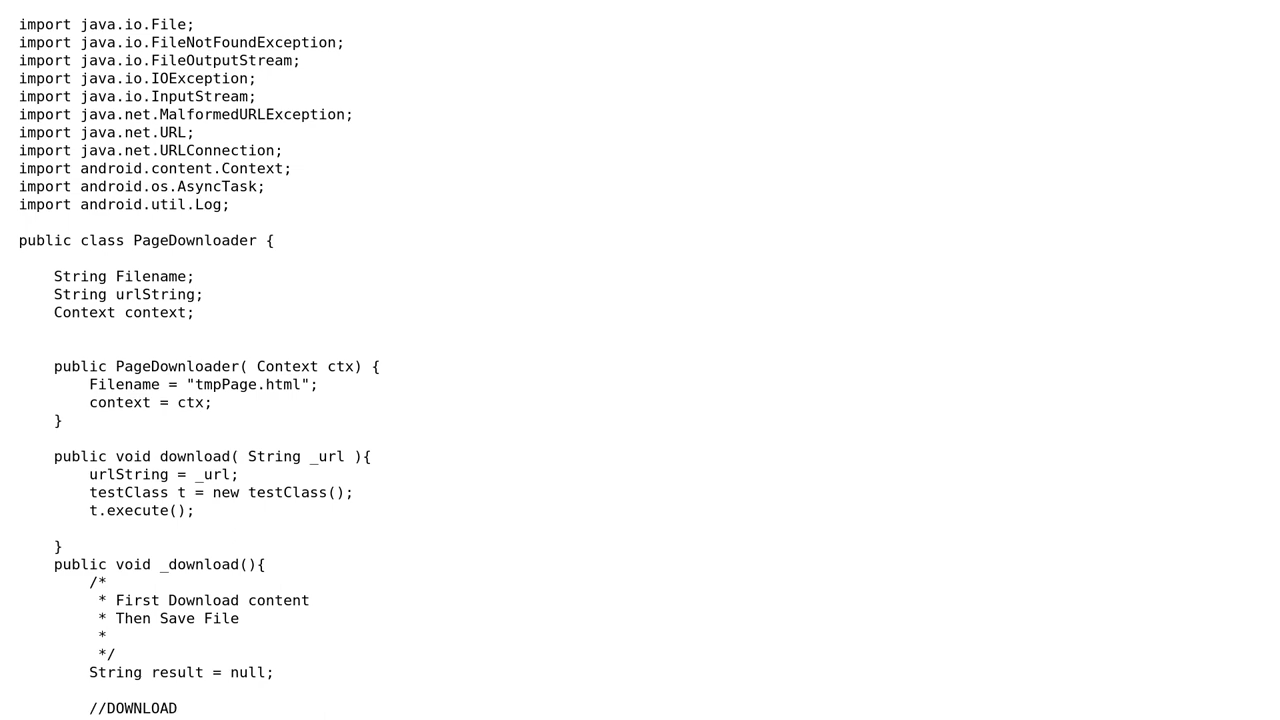 import java.io.File;
import java.io.FileNotFoundException;
import java.io.FileOutputStream;
import java.io.IOException;
import java.io.InputStream;
import java.net.MalformedURLException;
import java.net.URL;
import java.net.URLConnection;
import android.content.Context;
import android.os.AsyncTask;
import android.util.Log;

public class PageDownloader {

    String Filename;
    String urlString;
    Context context;


    public PageDownloader( Context ctx) {
        Filename = "tmpPage.html";
        context = ctx;
    }

    public void download( String _url ){
        urlString = _url;
        testClass t = new testClass();
        t.execute();

    }
    public void _download(){
        /*
         * First Download content
         * Then Save File
         *
         */
        String result = null;

        //DOWNLOAD